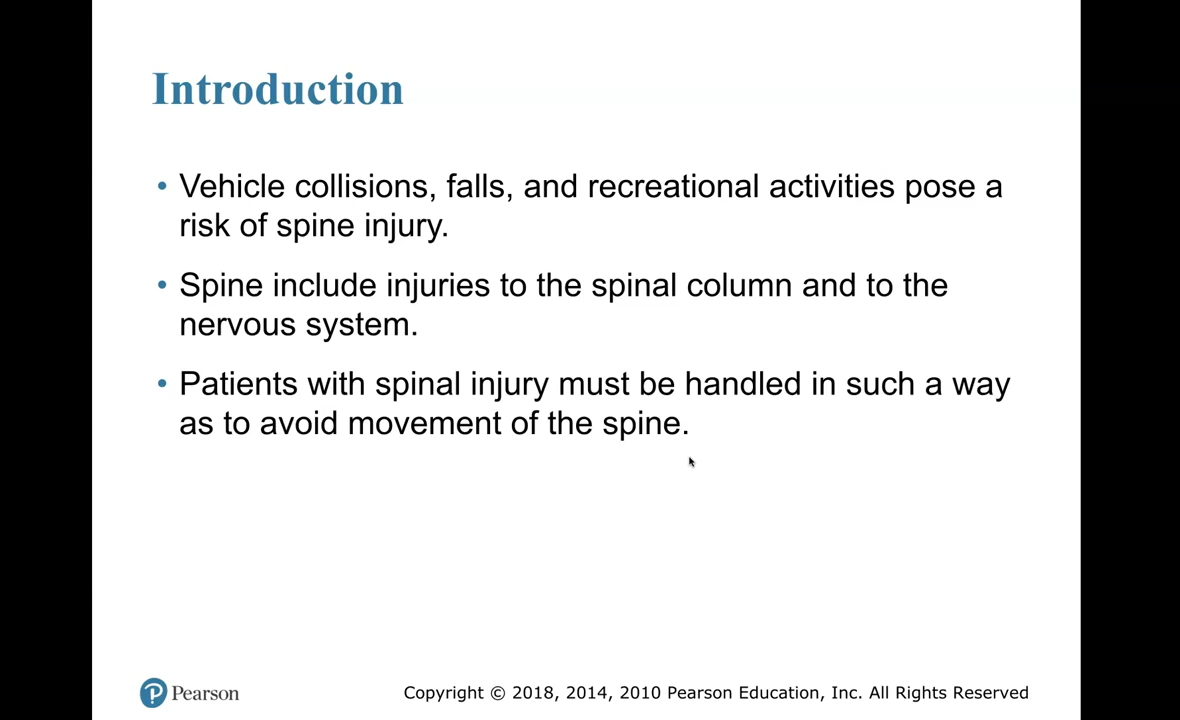 Introduction
• Vehicle collisions, falls, and recreational activities pose a
risk of spine injury.
• Spine include injuries to the spinal column and to the
nervous system.
• Patients with spinal injury must be handled in such a way
as to avoid movement of the spine.
P Pearson
Copyright © 2018, 2014, 2010 Pearson Education, Inc. All Rights Reserved